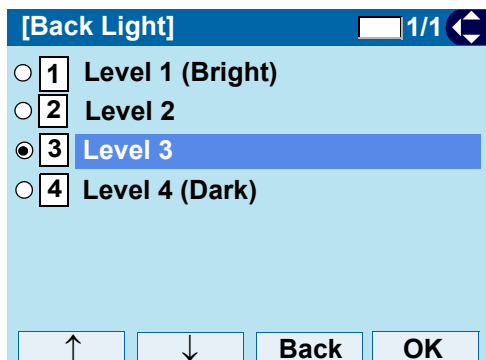 [Back Light] 1/1
1 Level 1 (Bright)
2 Level 2
3 Level 3
4 Level 4 (Dark)
↑ ↓ Back OK